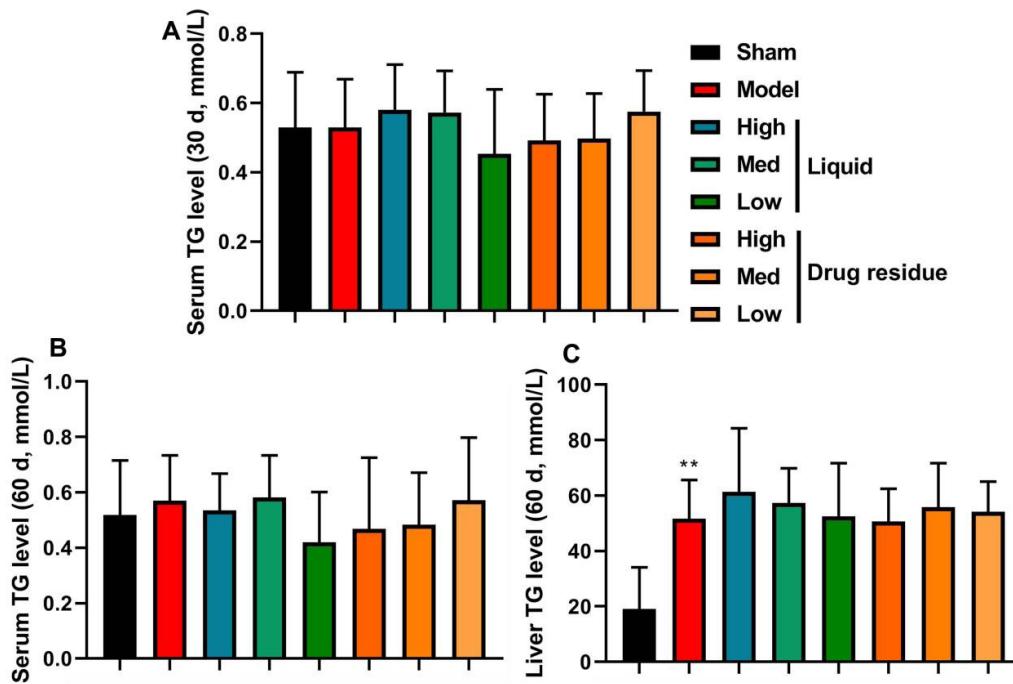 A
Serum TG level (30 d, mmol/L)
0.8
0.6
0.4
0.2
0.0
Sham
Model
High
Med
Low
Liquid
High
Med
Low
Drug residue
B
Serum TG level (60 d, mmol/L)
1.0
0.8
0.6
0.4
0.2
0.0
C
Liver TG level (60 d, mmol/L)
100
80
60
40
20
0
**